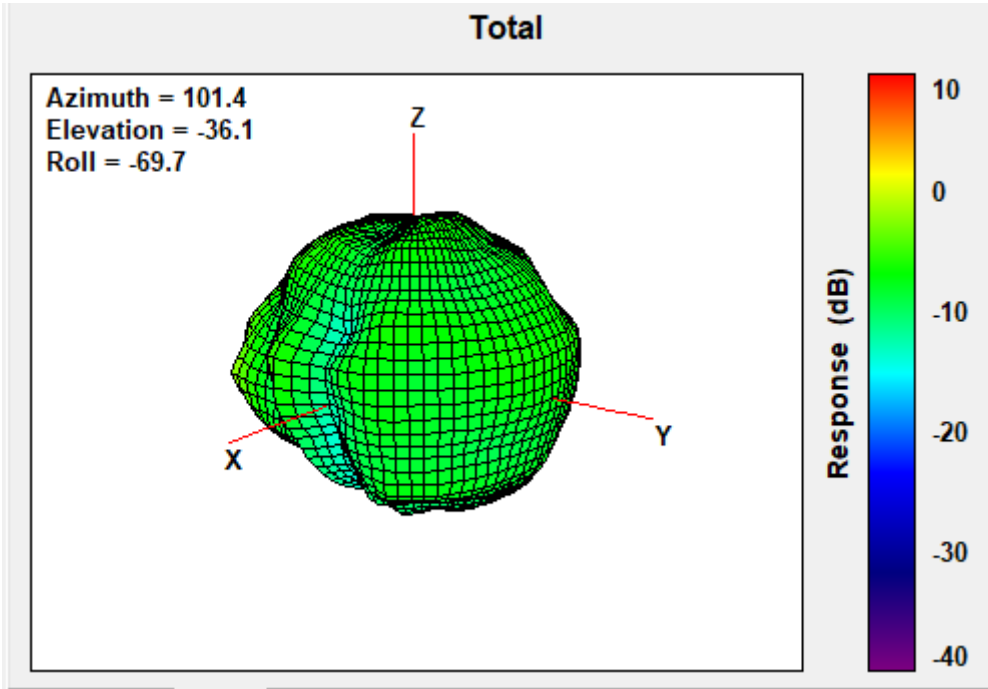 Total
Azimuth = 101.4
Elevation = -36.1
Roll = -69.7
Z
X
Y
10
0
-10
-20
-30
-40
Response (dB)